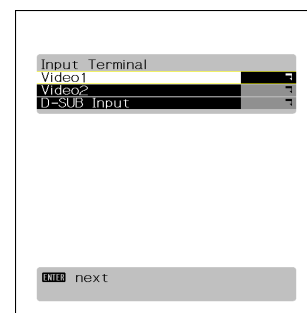 Input Terminal
Video1
Video2
D-SUB Input
ENTER next